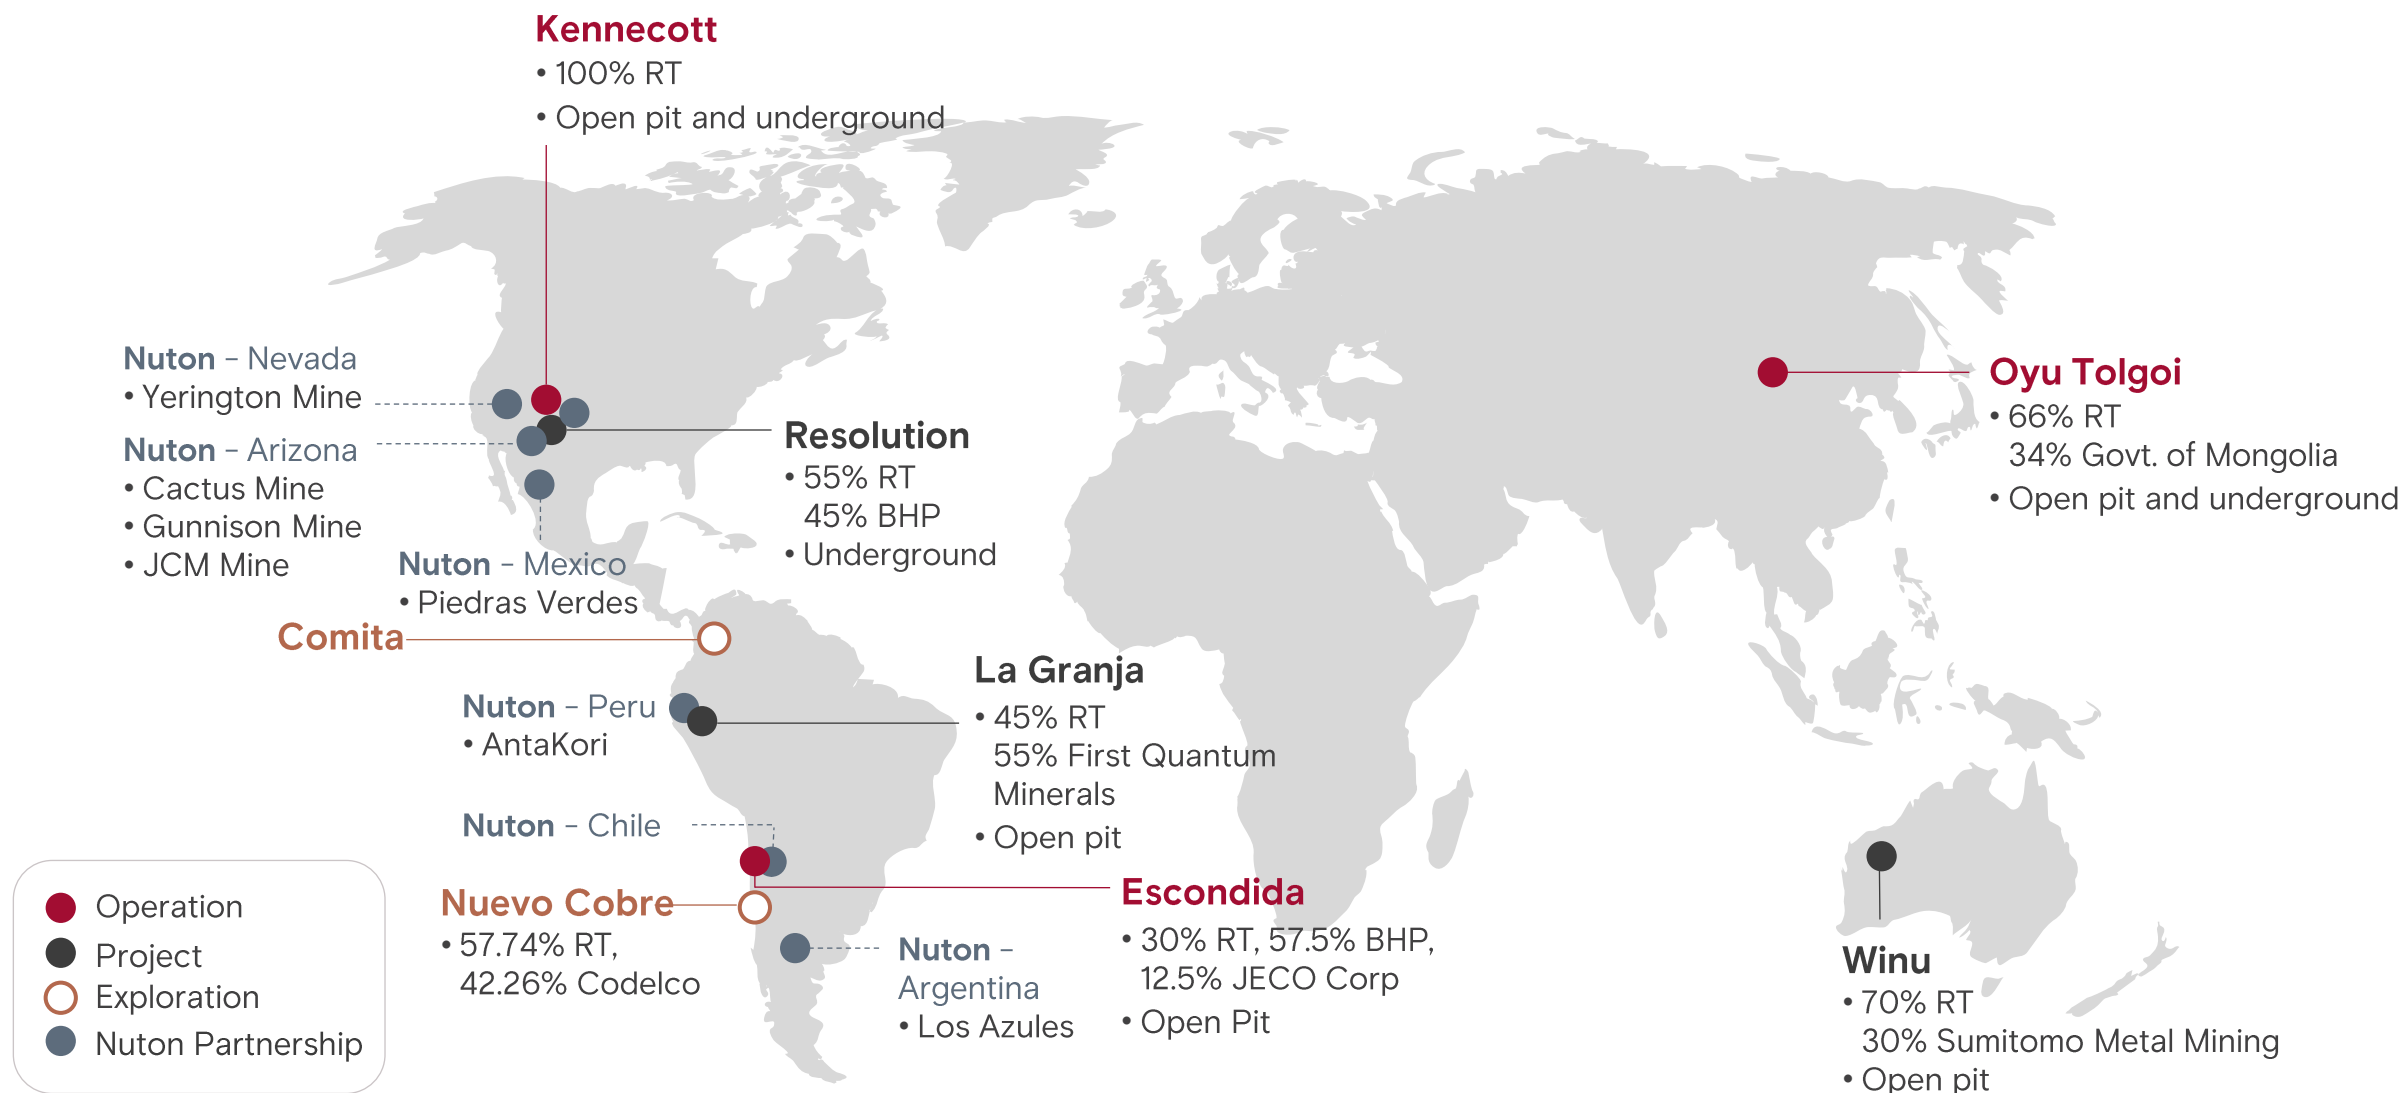 Kennecott
• 100% RT
• Open pit and underground
Nuton – Nevada
• Yerington Mine
Nuton – Arizona
• Cactus Mine
• Gunnison Mine
• JCM Mine
Nuton – Mexico
• Piedras Verdes
Resolution
• 55% RT
45% BHP
• Underground
Oyu Tolgoi
• 66% RT
34% Govt. of Mongolia
• Open pit and underground
Comita
Nuton – Peru
• AntaKori
La Granja
• 45% RT
55% First Quantum
Minerals
• Open pit
Nuton – Chile
Nuevo Cobre
• 57.74% RT,
42.26% Codelco
Nuton –
Argentina
• Los Azules
Escondida
• 30% RT, 57.5% BHP,
12.5% JECO Corp
• Open Pit
Winu
• 70% RT
30% Sumitomo Metal Mining
• Open pit
Operation
Project
Exploration
Nuton Partnership